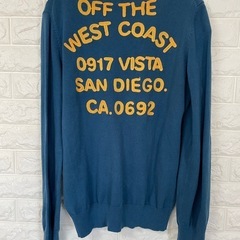 OFF THE
WEST COAST
0917 VISTA
SAN DIEGO.
CA.0692